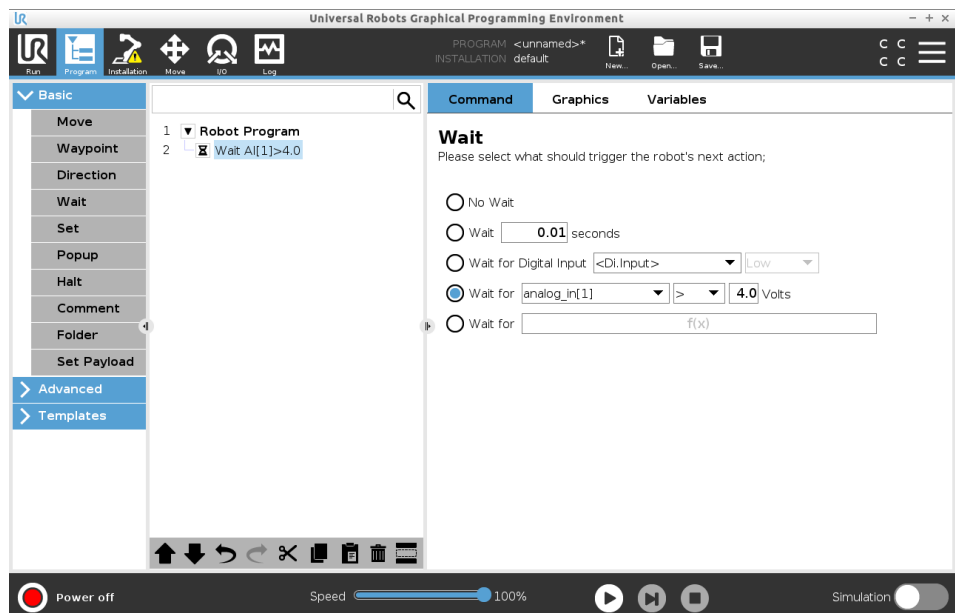 UR Universal Robots Graphical Programming Environment - + x
UR PROGRAM <unnamed>* C C
INSTALLATION default C C
Run Program Installation Move I/O Log New... Open... Save...
Basic
Move
Waypoint
Direction
Wait
Set
Popup
Halt
Comment
Folder
Set Payload
Advanced
Templates
1 Robot Program
2 Wait AI[1]>4.0
Command Graphics Variables
Wait
Please select what should trigger the robot's next action;
No Wait
Wait 0.01 seconds
Wait for Digital Input <Di.Input> Low
Wait for analog_in[1] > 4.0 Volts
Wait for f(x)
Power off Speed 100% Simulation